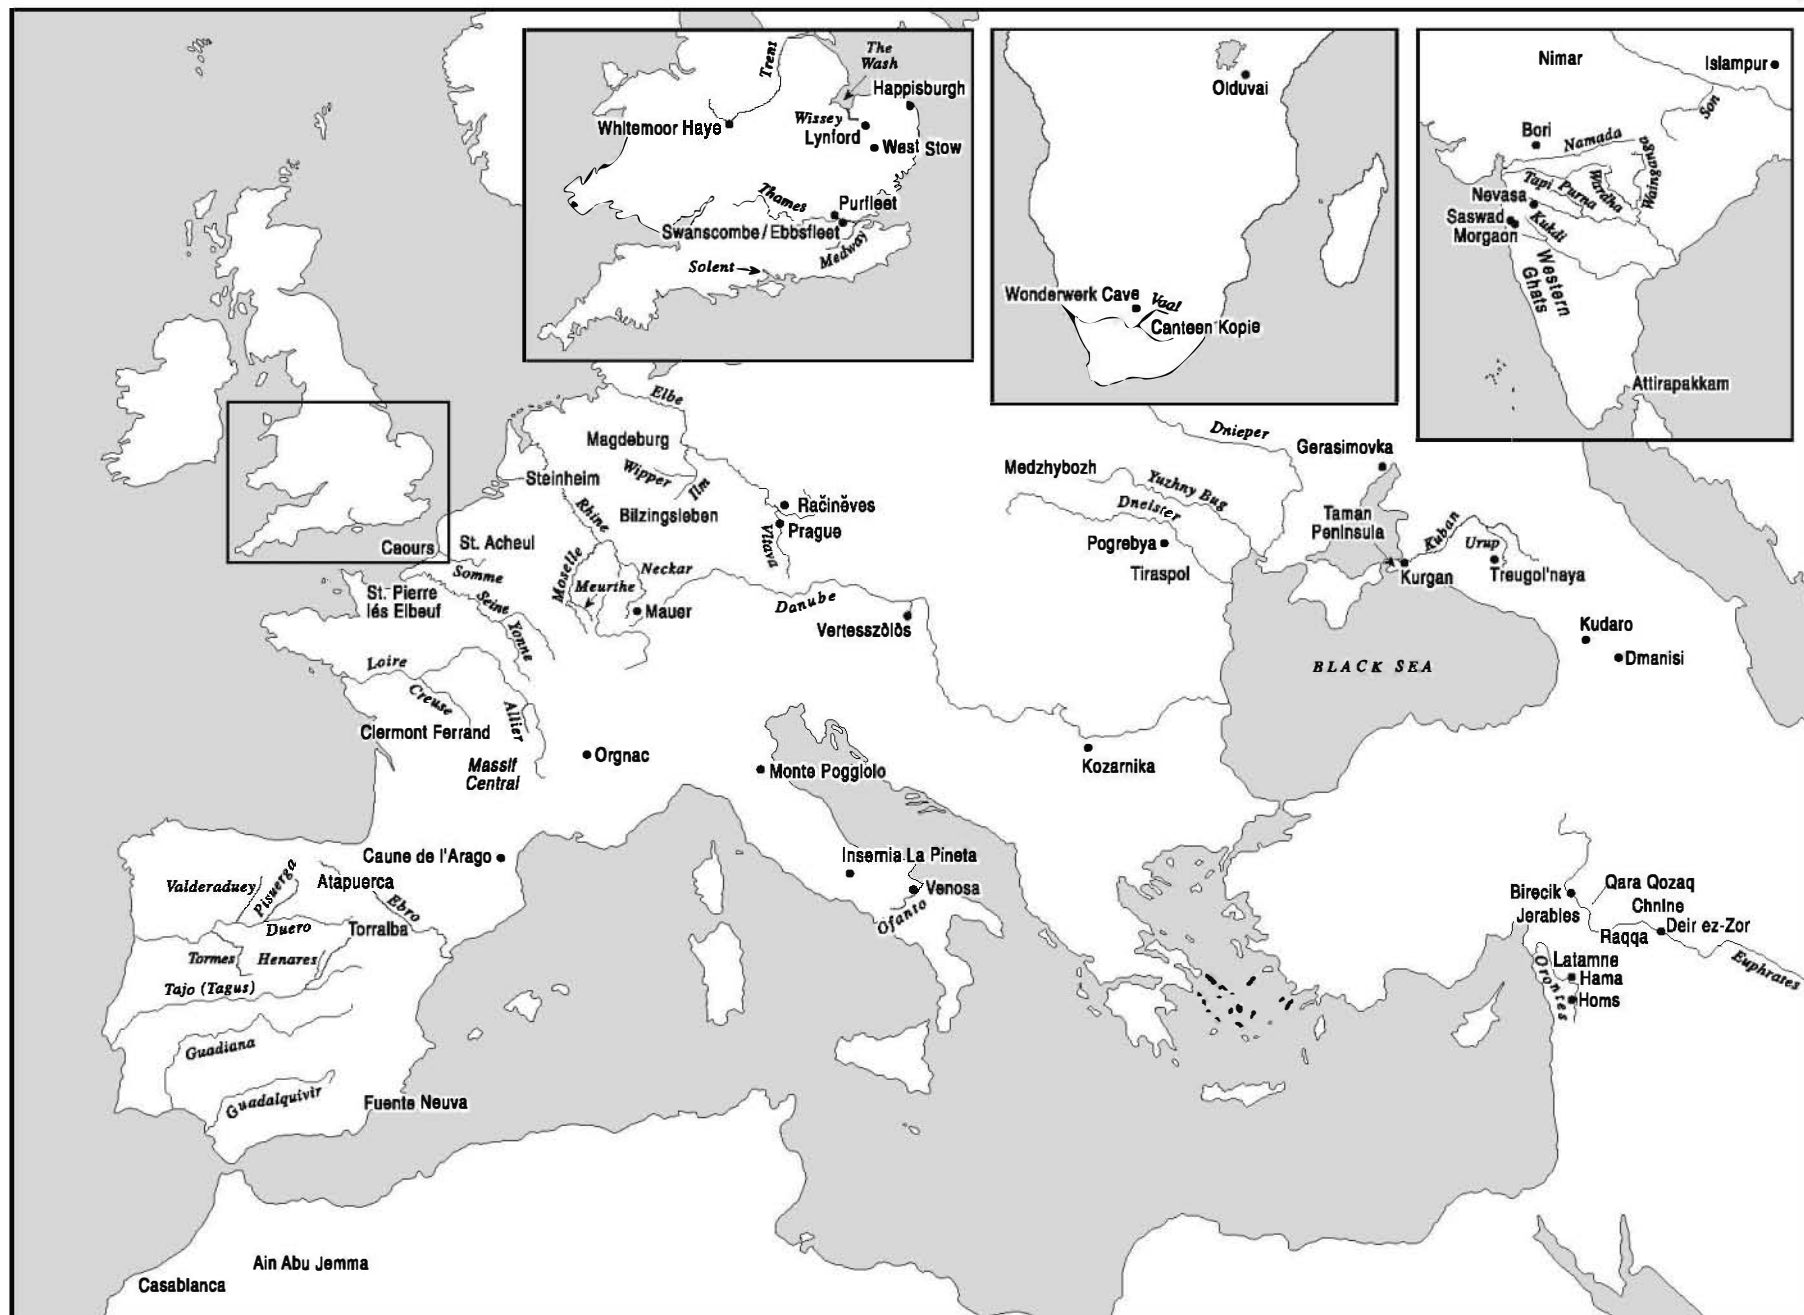 Trent
The
Wash
Happisburgh
Whitemoor Haye
Wissey
Lynford
West Stow
Thames
Purfleet
Swanscombe / Ebbsfleet
Medway
Solent
Olduvai
Wonderwerk Cave
Vaal
Canteen Kopie
Nimar
Islampur
Son
Bori
Namada
Wainganga
Tapi
Purna
Wardha
Nevasa
Saswad
Kukdi
Morgaon
Western
Ghats
Attirapakkam
Elbe
Magdeburg
Steinheim
Wipper
Ilm
Rhine
Bilzingsleben
Račiněves
Prague
Vltava
Caours
St. Acheul
Somme
Moselle
Neckar
Meurthe
St. Pierre
lés Elbeuf
Seine
Mauer
Danube
Vertesszölös
Yonne
Loire
Creuse
Allier
Clermont Ferrand
Massif
Central
Orgnac
Monte Poggiolo
Dnieper
Gerasimovka
Medzhybozh
Yuzhny Bug
Dneister
Taman
Peninsula
Kuban
Urup
Pogrebya
Tiraspol
Kurgan
Treugol'naya
Kudaro
Dmanisi
BLACK SEA
Kozarnika
Caune de l'Arago
Insernia La Pineta
Venosa
Ofanto
Valderaduey
Pisuerga
Atapuerca
Ebro
Duero
Torralba
Tormes
Henares
Tajo (Tagus)
Guadiana
Guadalquivir
Fuente Neuva
Birecik
Qara Qozaq
Jerables
Chnine
Raqqa
Deir ez-Zor
Euphrates
Latamne
Orontes
Hama
Homs
Ain Abu Jemma
Casablanca